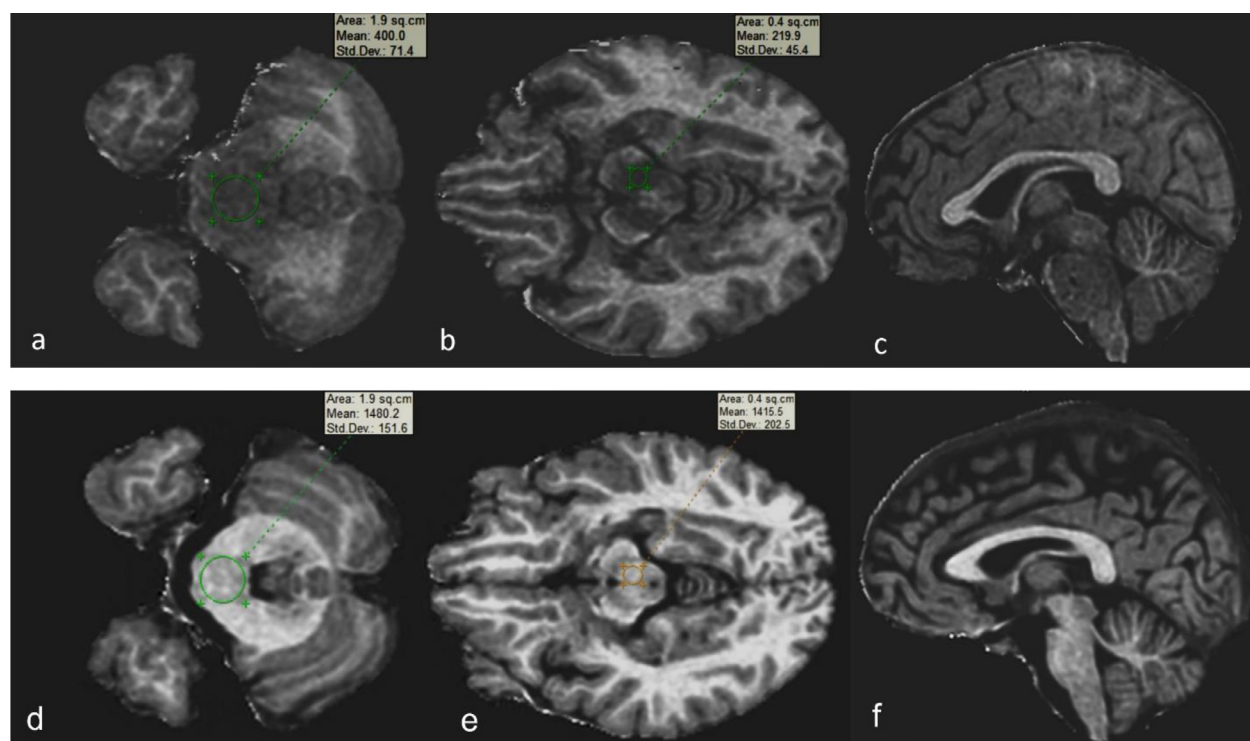 Area: 1.9 sq.cm
Mean: 400.0
Std.Dev.: 71.4
Area: 0.4 sq.cm
Mean: 219.9
Std.Dev.: 45.4
a
b
c
Area: 1.9 sq.cm
Mean: 1480.2
Std.Dev.: 151.6
Area: 0.4 sq.cm
Mean: 1415.5
Std.Dev.: 202.5
d
e
f